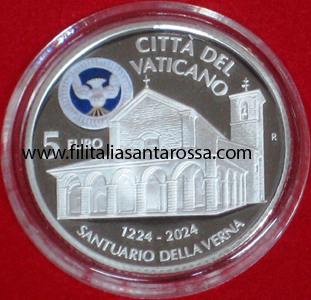 CITTÀ DEL
VATICANO
5 EURO
R
www.filitaliasantarossa.com
1224 - 2024
SANTUARIO DELLA VERNA